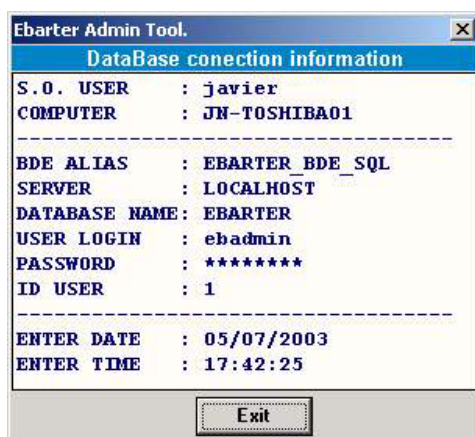 Ebarter Admin Tool.
DataBase conection information
S.O. USER : javier
COMPUTER : JN-TOSHIBA01
------------------------------------
BDE ALIAS : EBARTER_BDE_SQL
SERVER : LOCALHOST
DATABASE NAME: EBARTER
USER LOGIN : ebadmin
PASSWORD : ********
ID USER : 1
------------------------------------
ENTER DATE : 05/07/2003
ENTER TIME : 17:42:25
Exit